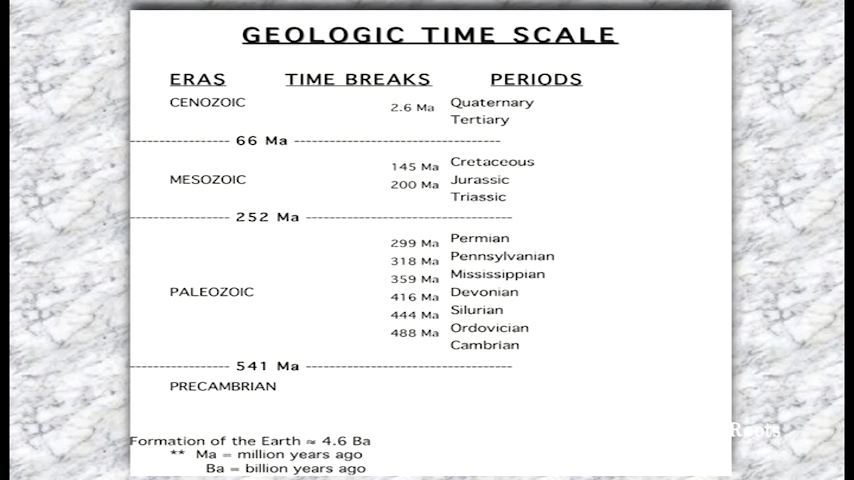 GEOLOGIC TIME SCALE
ERAS TIME BREAKS PERIODS
CENOZOIC 2.6 Ma Quaternary
Tertiary
---------------- 66 Ma --------------------------------
145 Ma Cretaceous
MESOZOIC 200 Ma Jurassic
Triassic
---------------- 252 Ma --------------------------------
299 Ma Permian
318 Ma Pennsylvanian
359 Ma Mississippian
PALEOZOIC 416 Ma Devonian
444 Ma Silurian
488 Ma Ordovician
Cambrian
---------------- 541 Ma --------------------------------
PRECAMBRIAN
Roots
Formation of the Earth ≈ 4.6 Ba
** Ma = million years ago
Ba = billion years ago